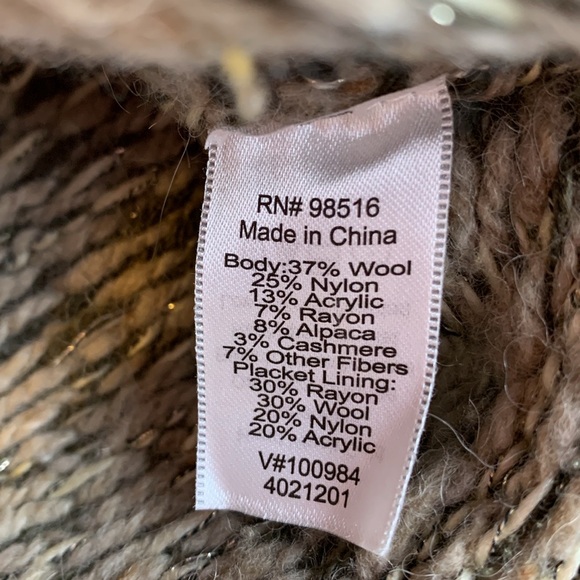 RN# 98516
Made in China
Body:37% Wool
25% Nylon
13% Acrylic
7% Rayon
8% Alpaca
3% Cashmere
7% Other Fibers
Placket Lining:
30% Rayon
30% Wool
20% Nylon
20% Acrylic
V#100984
4021201